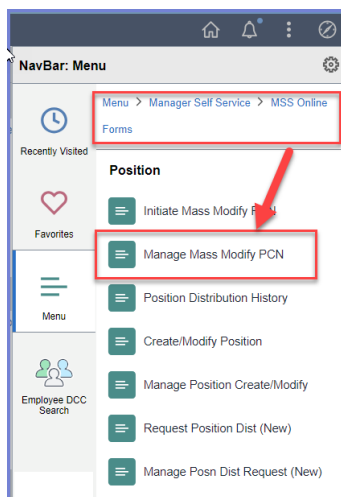 NavBar: Menu
Menu > Manager Self Service > MSS Online
Forms
Recently Visited
Favorites
Menu
Employee DCC
Search
Position
Initiate Mass Modify PCN
Manage Mass Modify PCN
Position Distribution History
Create/Modify Position
Manage Position Create/Modify
Request Position Dist (New)
Manage Posn Dist Request (New)